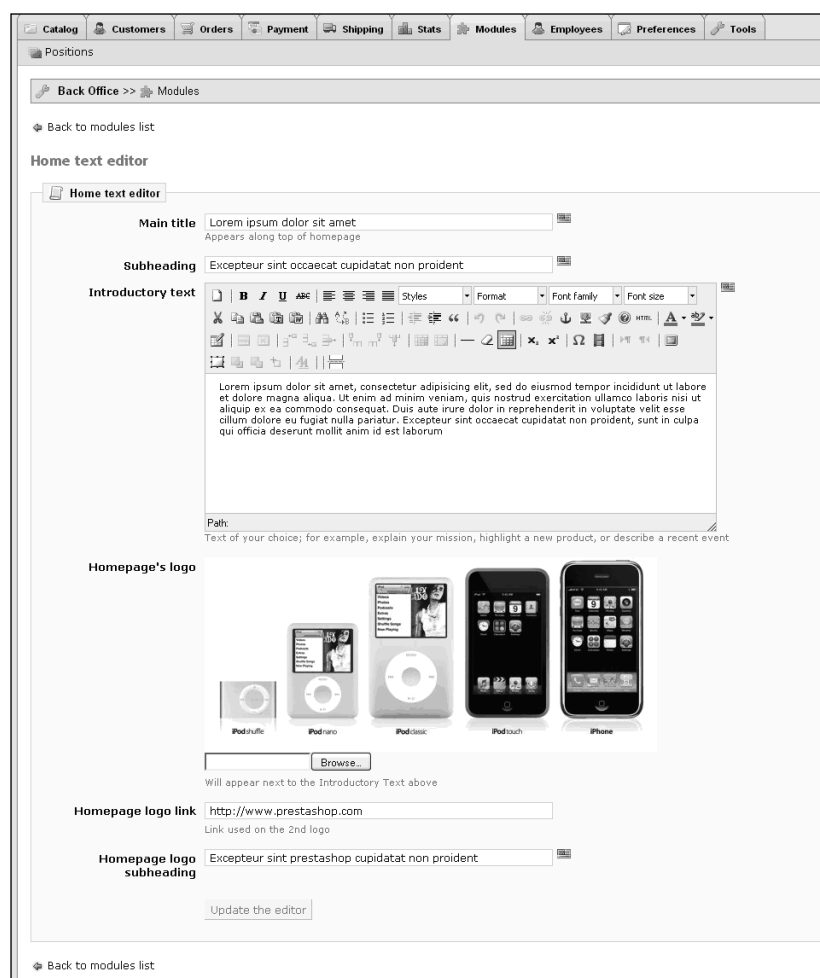 Catalog Customers Orders Payment Shipping Stats Modules Employees Preferences Tools
Positions
Back Office >> Modules
Back to modules list
Home text editor
Home text editor
Main title Lorem ipsum dolor sit amet
Appears along top of homepage
Subheading Excepteur sint occaecat cupidatat non proident
Introductory text
B I U ABC Styles Format Font family Font size
HTML A ab
x₂ x² Ω
Lorem ipsum dolor sit amet, consectetur adipisicing elit, sed do eiusmod tempor incididunt ut labore
et dolore magna aliqua. Ut enim ad minim veniam, quis nostrud exercitation ullamco laboris nisi ut
aliquip ex ea commodo consequat. Duis aute irure dolor in reprehenderit in voluptate velit esse
cillum dolore eu fugiat nulla pariatur. Excepteur sint occaecat cupidatat non proident, sunt in culpa
qui officia deserunt mollit anim id est laborum
Path:
Text of your choice; for example, explain your mission, highlight a new product, or describe a recent event
Homepage's logo
iPod shuffle iPod nano iPod classic iPod touch iPhone
Browse...
Will appear next to the Introductory Text above
Homepage logo link http://www.prestashop.com
Link used on the 2nd logo
Homepage logo Excepteur sint prestashop cupidatat non proident
subheading
Update the editor
Back to modules list